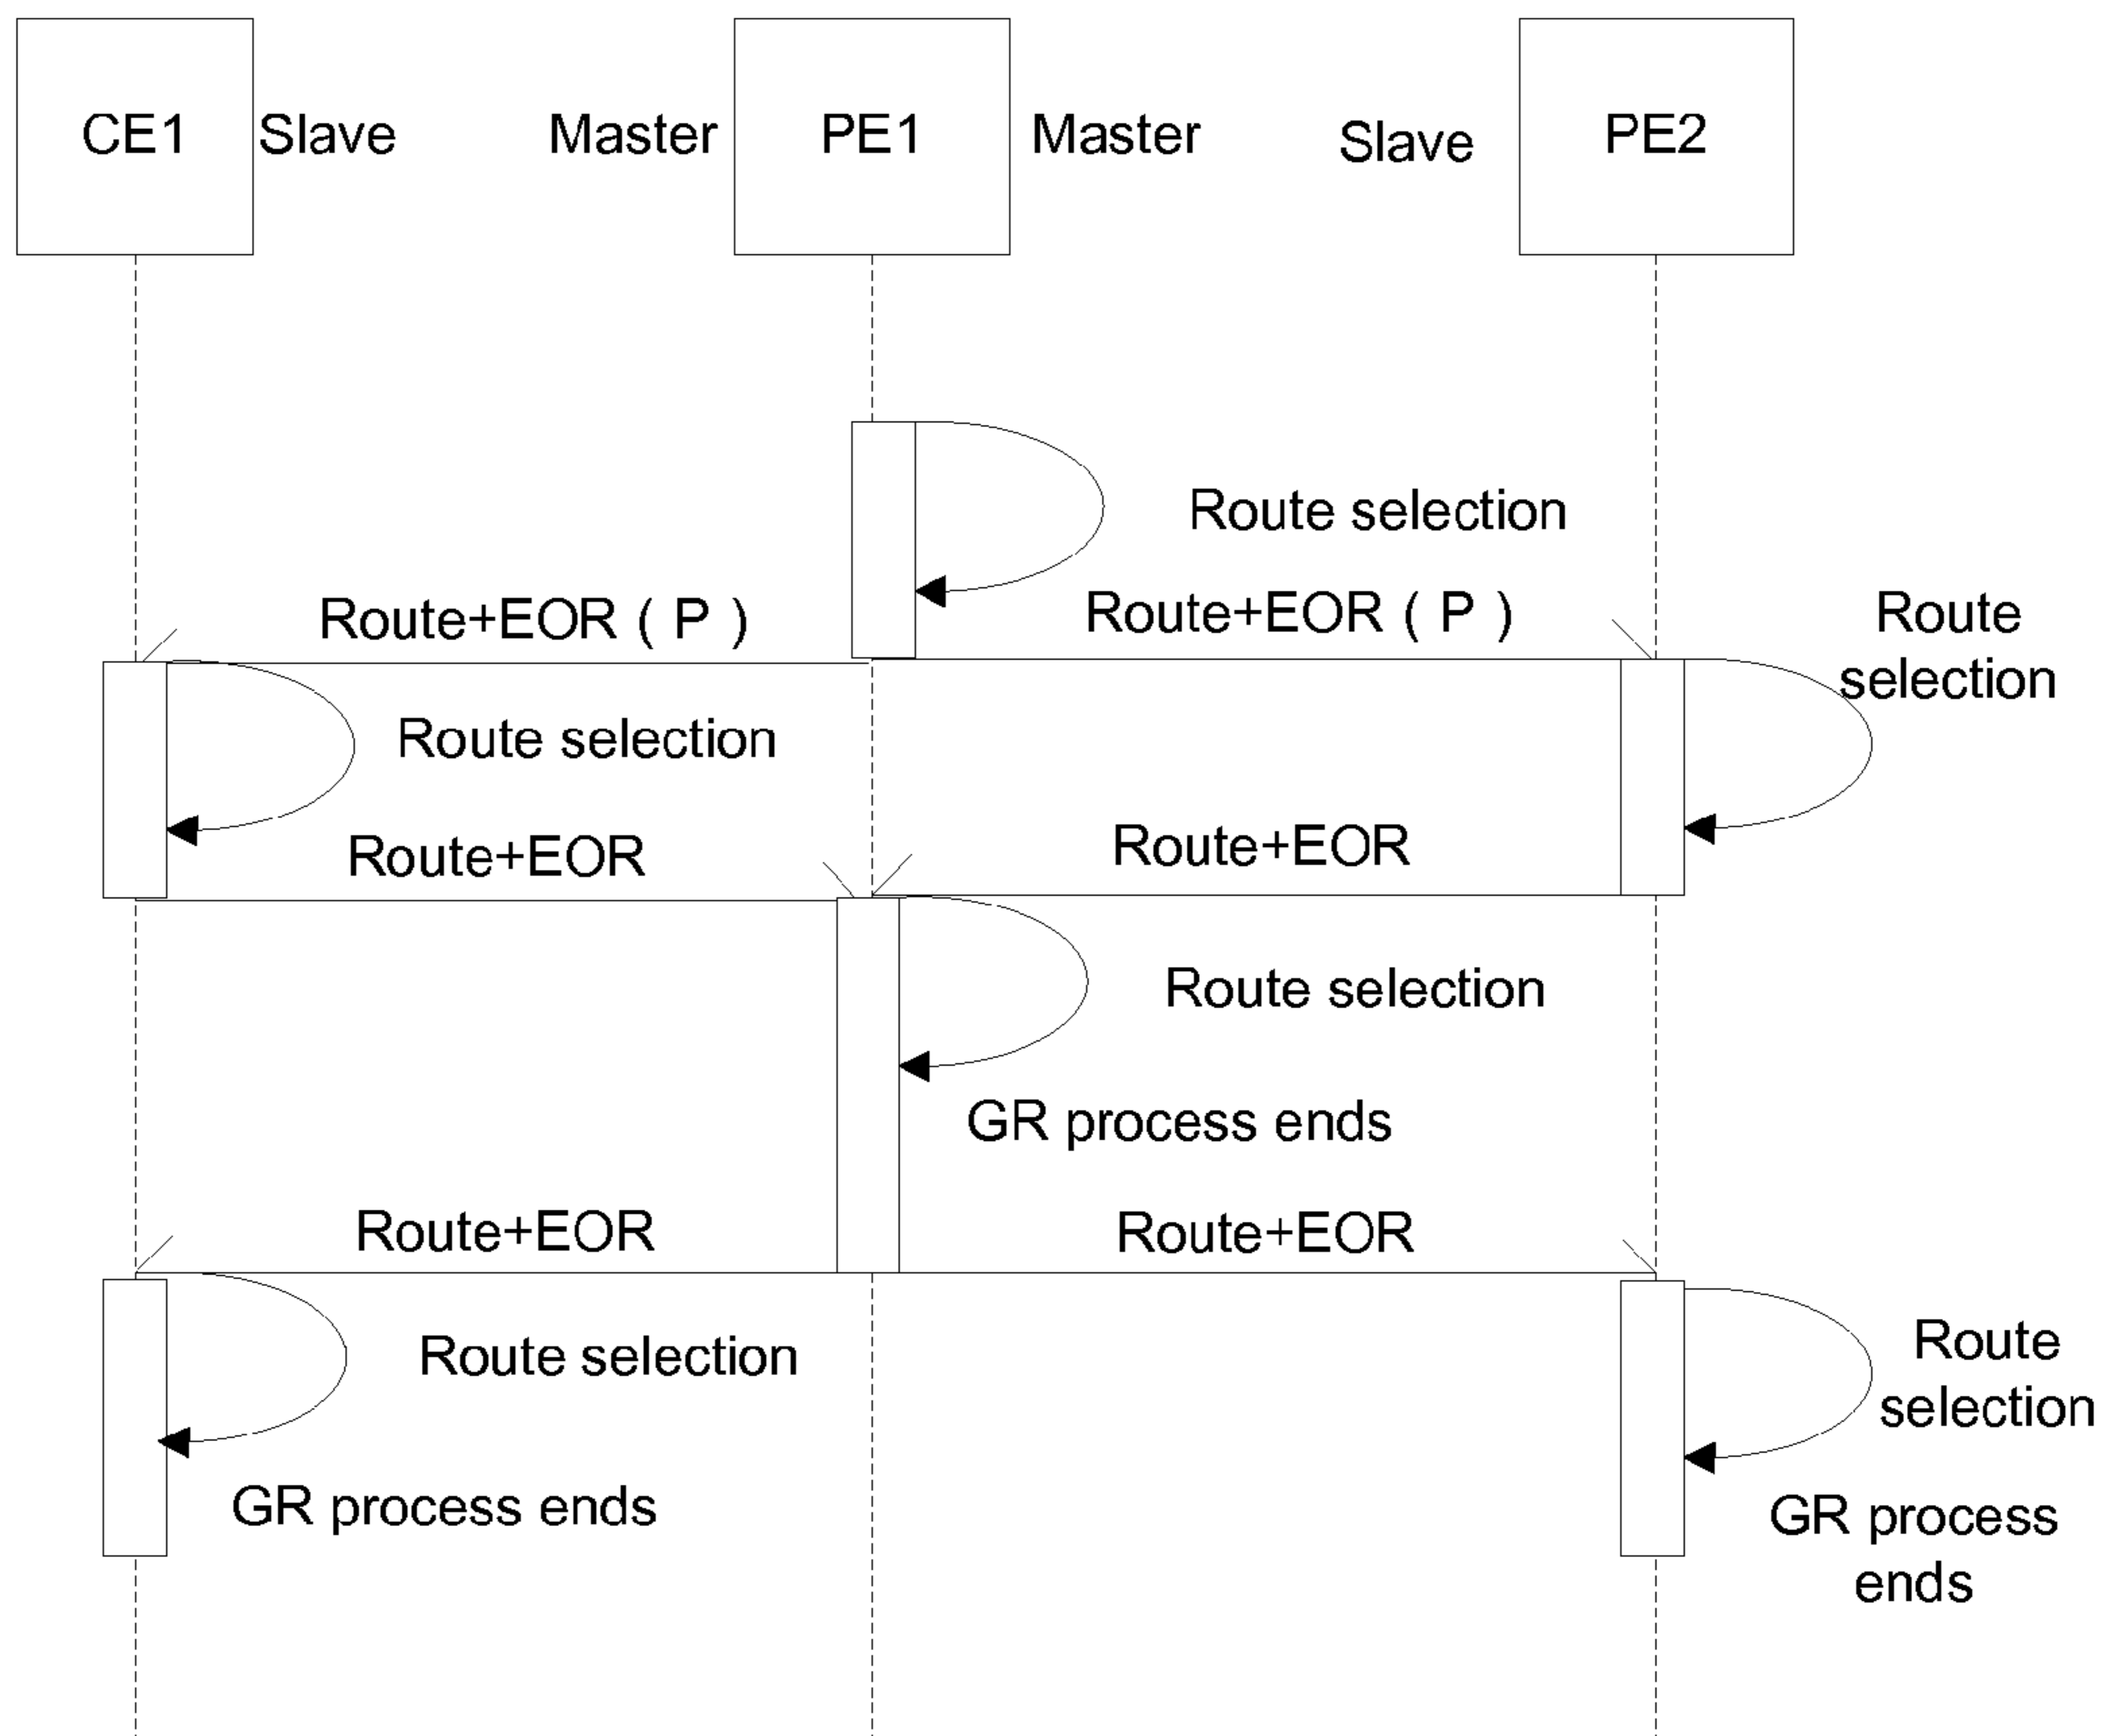 CE1
Slave
Master
PE1
Master
Slave
PE2
Route selection
Route+EOR ( P )
Route+EOR ( P )
Route
selection
Route selection
Route+EOR
Route+EOR
Route selection
GR process ends
Route+EOR
Route+EOR
Route selection
Route
selection
GR process ends
GR process
ends